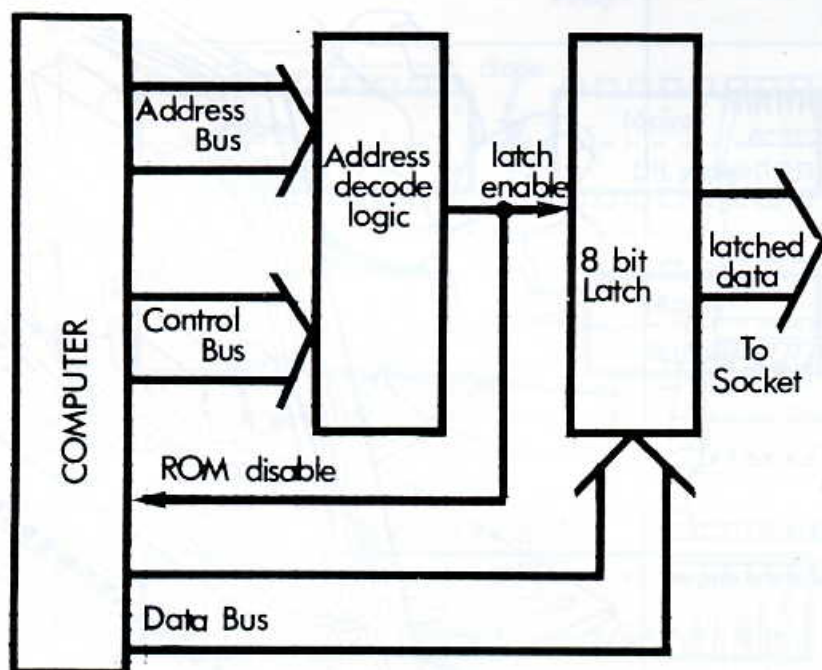 Address
Bus
Address
decode
logic
latch
enable
8 bit
Latch
latched
data
To
Socket
Control
Bus
COMPUTER
ROM disable
Data Bus